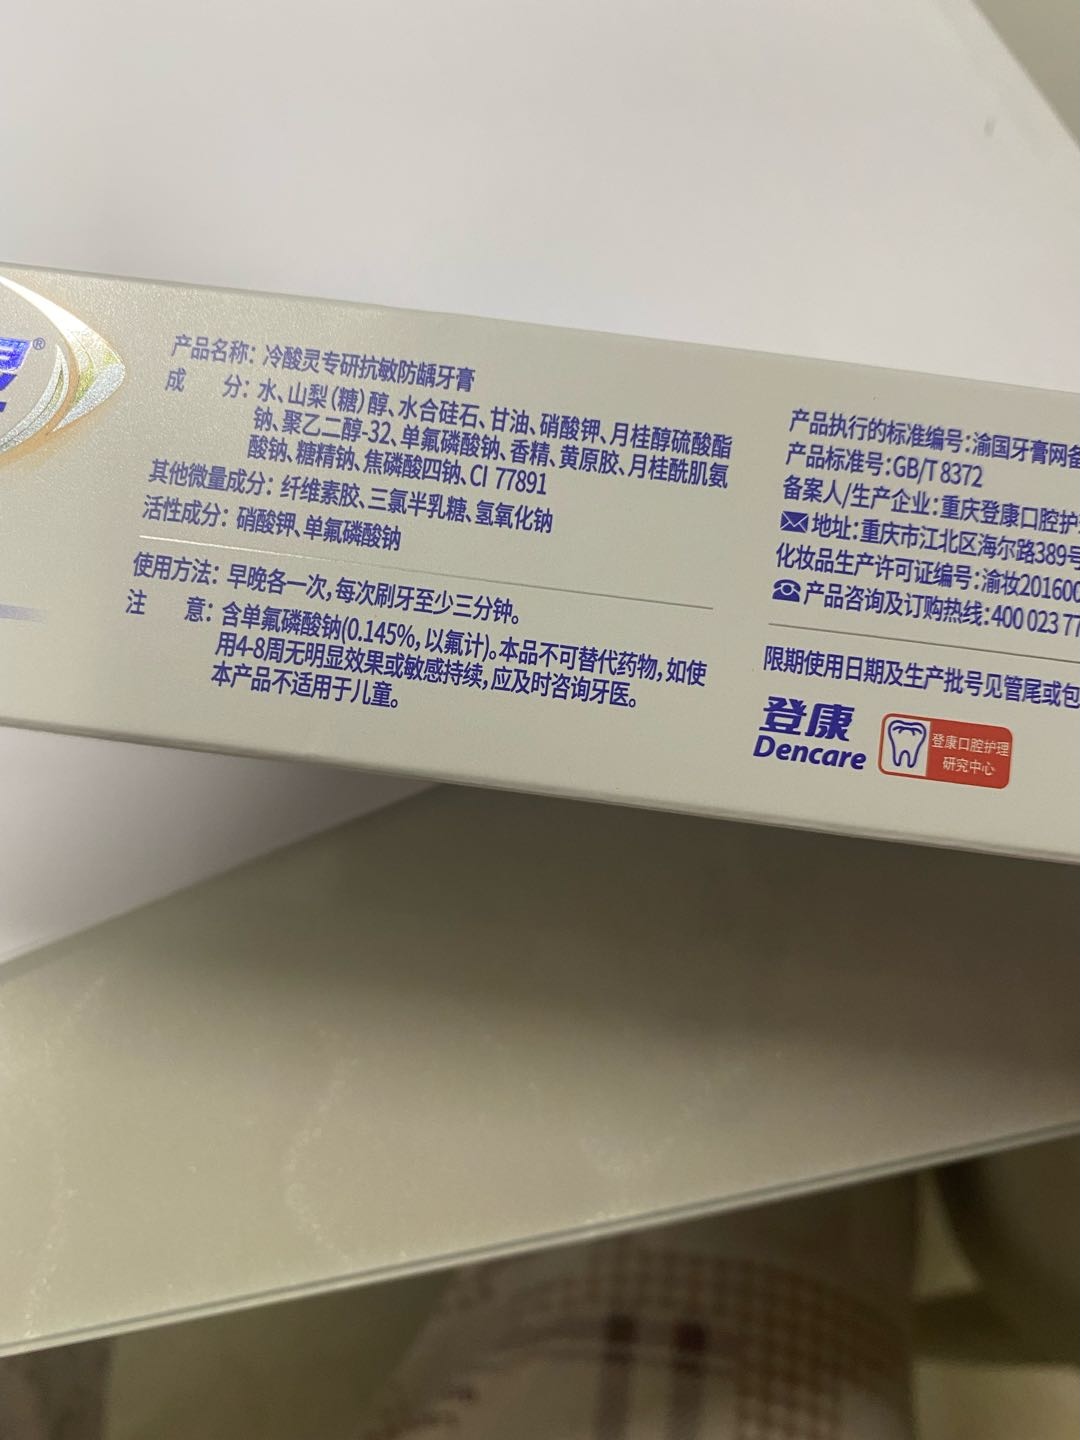 产品名称：冷酸灵专研抗敏防龋牙膏
成 分：水、山梨（糖）醇、水合硅石、甘油、硝酸钾、月桂醇硫酸酯
钠、聚乙二醇-32、单氟磷酸钠、香精、黄原胶、月桂酰肌氨
酸钠、糖精钠、焦磷酸四钠、CI 77891
其他微量成分：纤维素胶、三氯半乳糖、氢氧化钠
活性成分：硝酸钾、单氟磷酸钠
使用方法：早晚各一次，每次刷牙至少三分钟。
注 意：含单氟磷酸钠(0.145%，以氟计)。本品不可替代药物，如使
用4-8周无明显效果或敏感持续，应及时咨询牙医。
本产品不适用于儿童。
产品执行的标准编号：渝国牙膏网备
产品标准号：GB/T 8372
备案人/生产企业：重庆登康口腔护
地址：重庆市江北区海尔路389号
化妆品生产许可证编号：渝妆201600
产品咨询及订购热线：400 023 77
限期使用日期及生产批号见管尾或包
登康
Dencare
登康口腔护理
研究中心
®